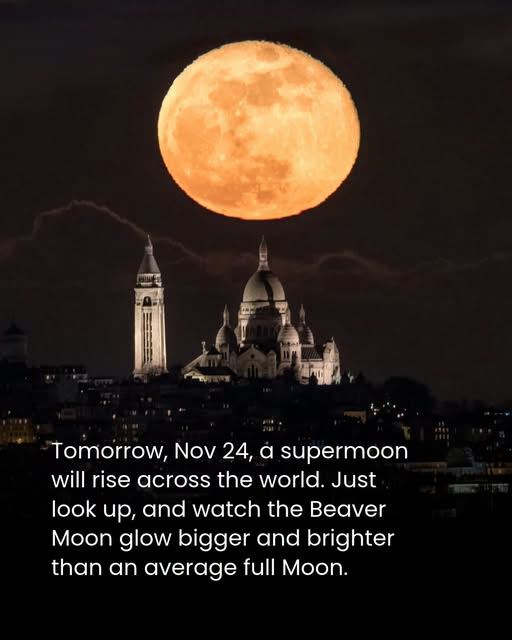 Tomorrow, Nov 24, a supermoon
will rise across the world. Just
look up, and watch the Beaver
Moon glow bigger and brighter
than an average full Moon.